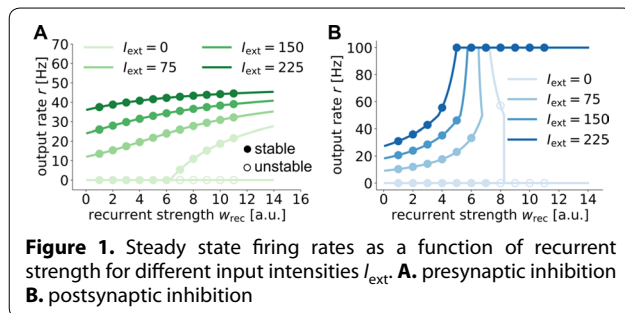 A
B
output rate r [Hz]
70
60
50
40
30
20
10
0
I_ext = 0
I_ext = 75
I_ext = 150
I_ext = 225
stable
unstable
0 2 4 6 8 10 12 14 16
recurrent strength w_rec [a.u.]
output rate r [Hz]
100
80
60
40
20
0
I_ext = 0
I_ext = 75
I_ext = 150
I_ext = 225
0 2 4 6 8 10 12 14
recurrent strength w_rec [a.u.]
Figure 1. Steady state firing rates as a function of recurrent
strength for different input intensities I_ext. A. presynaptic inhibition
B. postsynaptic inhibition